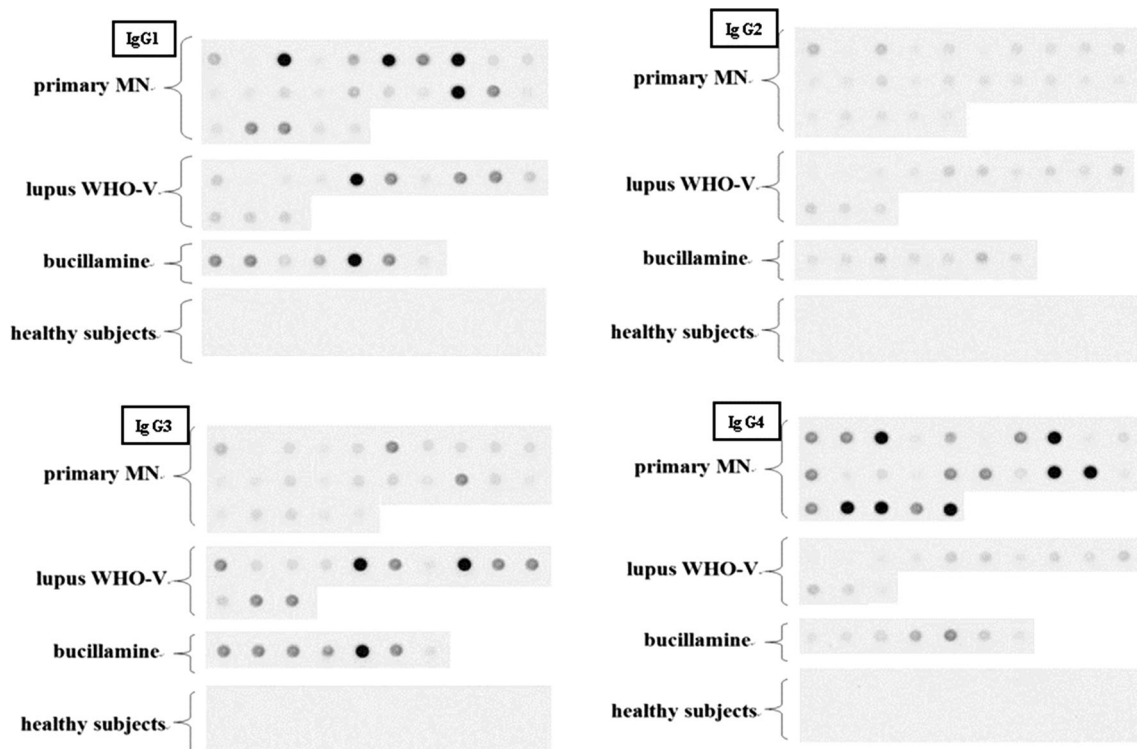 IgG1
primary MN
lupus WHO-V
bucillamine
healthy subjects
Ig G2
primary MN
lupus WHO-V
bucillamine
healthy subjects
Ig G3
primary MN
lupus WHO-V
bucillamine
healthy subjects
Ig G4
primary MN
lupus WHO-V
bucillamine
healthy subjects